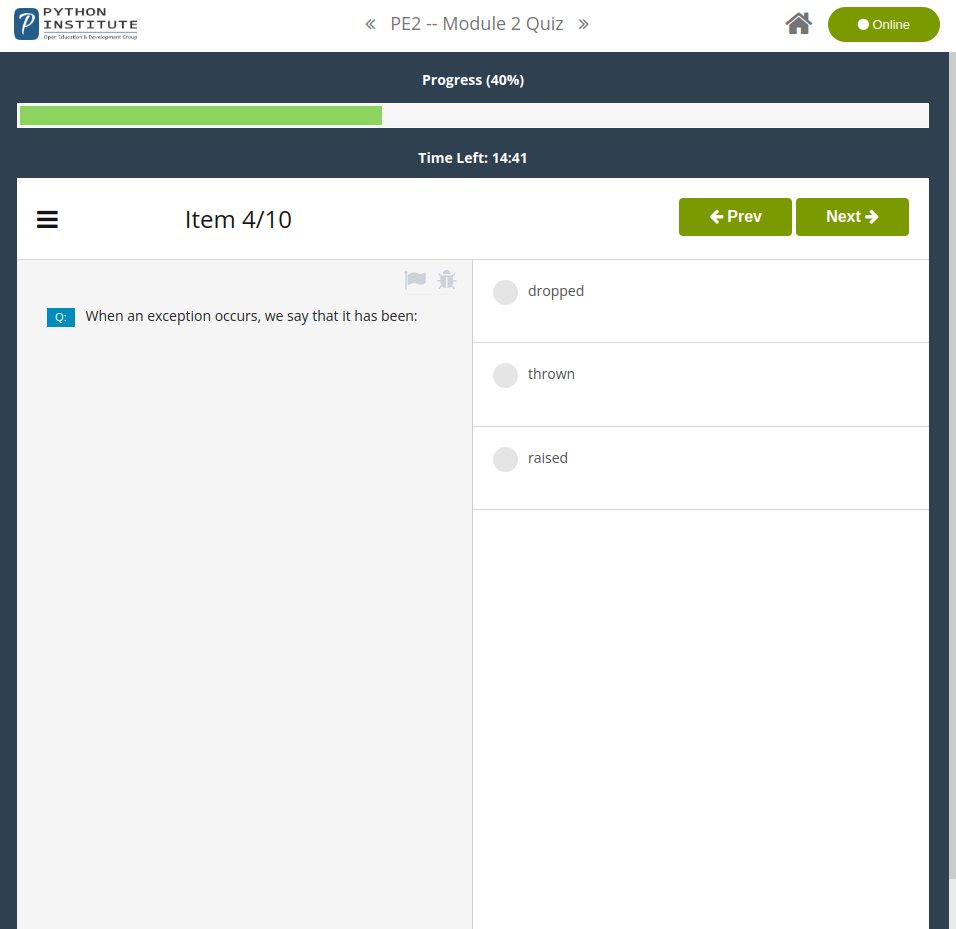 PYTHON
INSTITUTE
Open Education & Development Group
« PE2 -- Module 2 Quiz »
Online
Progress (40%)
Time Left: 14:41
Item 4/10
Prev
Next
Q: When an exception occurs, we say that it has been:
dropped
thrown
raised